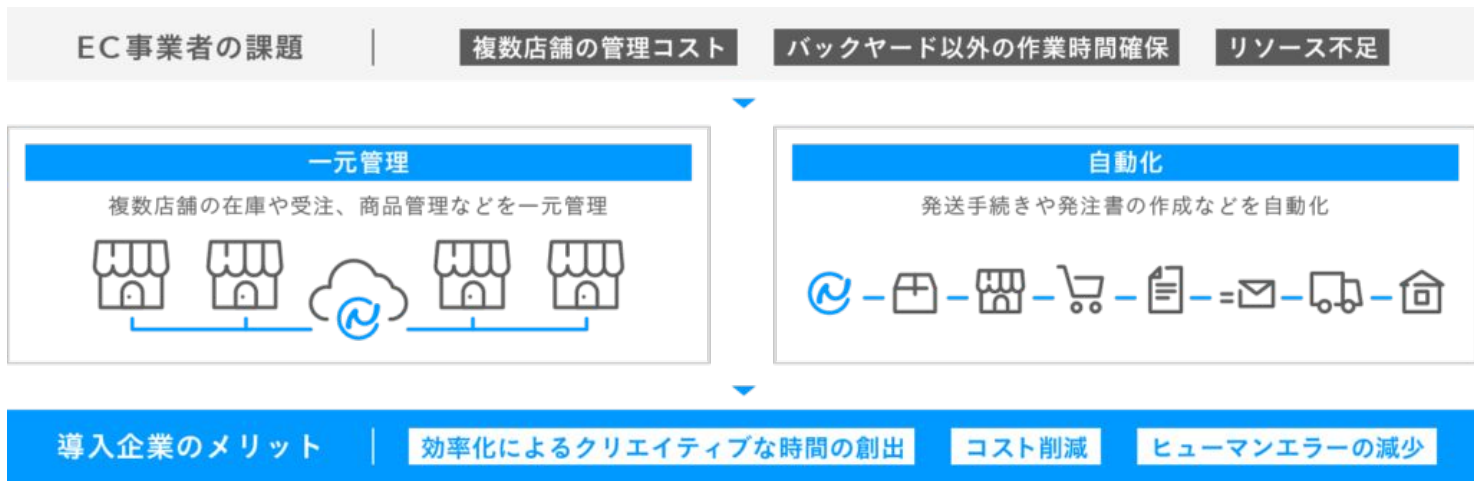 EC事業者の課題
複数店舗の管理コスト
バックヤード以外の作業時間確保
リソース不足
一元管理
複数店舗の在庫や受注、商品管理などを一元管理
自動化
発送手続きや発注書の作成などを自動化
導入企業のメリット
効率化によるクリエイティブな時間の創出
コスト削減
ヒューマンエラーの減少